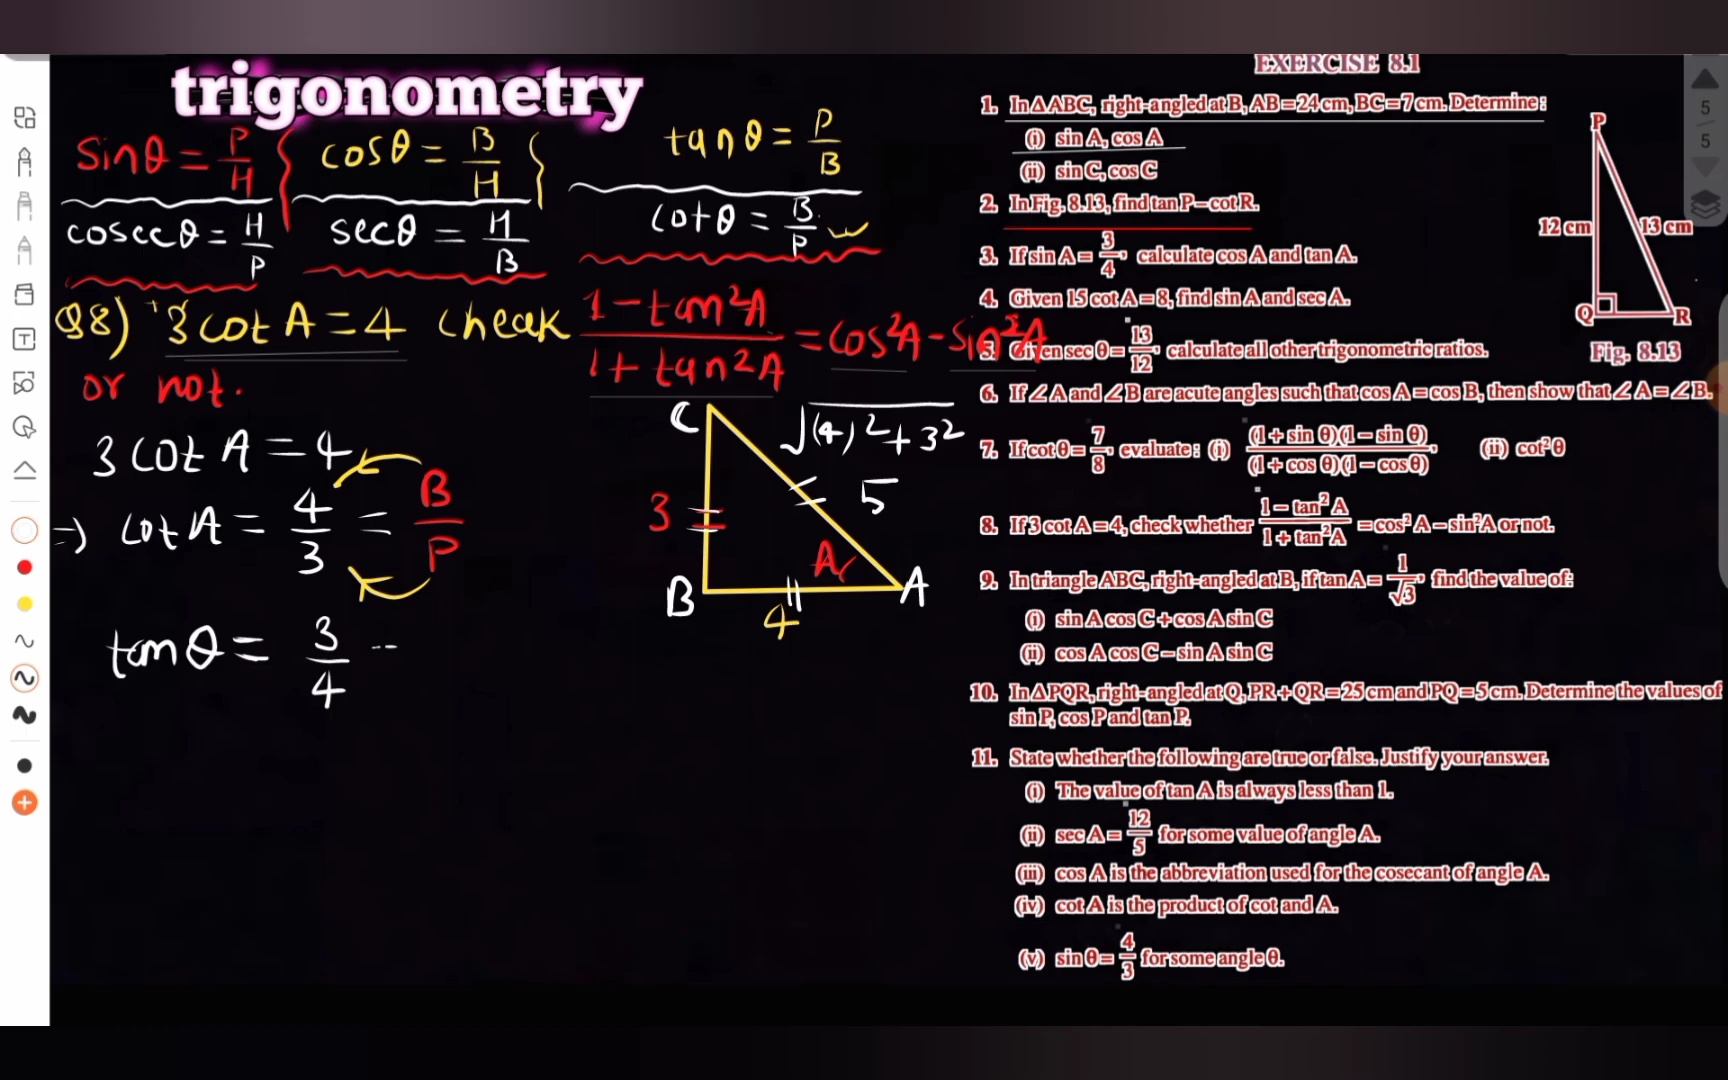 trigonometry
sinθ = P/H { cosθ = B/H } tanθ = P/B
cosecθ = H/P secθ = H/B cotθ = B/P
Q8) 3 cot A = 4 cheak (1 - tan²A)/(1 + tan²A) = cos²A - sin²A
or not.
3 cot A = 4
=) cot A = 4/3 = B/P
tanθ = 3/4 --
C
√(4)²+3²
3
5
A
B
A
4
EXERCISE 8.1
1. In △ABC, right-angled at B, AB = 24 cm, BC = 7 cm. Determine :
(i) sin A, cos A
(ii) sin C, cos C
2. In Fig. 8.13, find tan P – cot R.
3. If sin A = 3/4, calculate cos A and tan A.
4. Given 15 cot A = 8, find sin A and sec A.
5. Given sec θ = 13/12, calculate all other trigonometric ratios.
6. If ∠A and ∠B are acute angles such that cos A = cos B, then show that ∠A = ∠B.
7. If cot θ = 7/8, evaluate : (i) (1 + sin θ)(1 – sin θ)/(1 + cos θ)(1 – cos θ), (ii) cot² θ
8. If 3 cot A = 4, check whether (1 – tan² A)/(1 + tan² A) = cos² A – sin² A or not.
9. In triangle ABC, right-angled at B, if tan A = 1/√3, find the value of:
(i) sin A cos C + cos A sin C
(ii) cos A cos C – sin A sin C
10. In △PQR, right-angled at Q, PR + QR = 25 cm and PQ = 5 cm. Determine the values of
sin P, cos P and tan P.
11. State whether the following are true or false. Justify your answer.
(i) The value of tan A is always less than 1.
(ii) sec A = 12/5 for some value of angle A.
(iii) cos A is the abbreviation used for the cosecant of angle A.
(iv) cot A is the product of cot and A.
(v) sin θ = 4/3 for some angle θ.
P
12 cm
13 cm
Q
R
Fig. 8.13
5
5